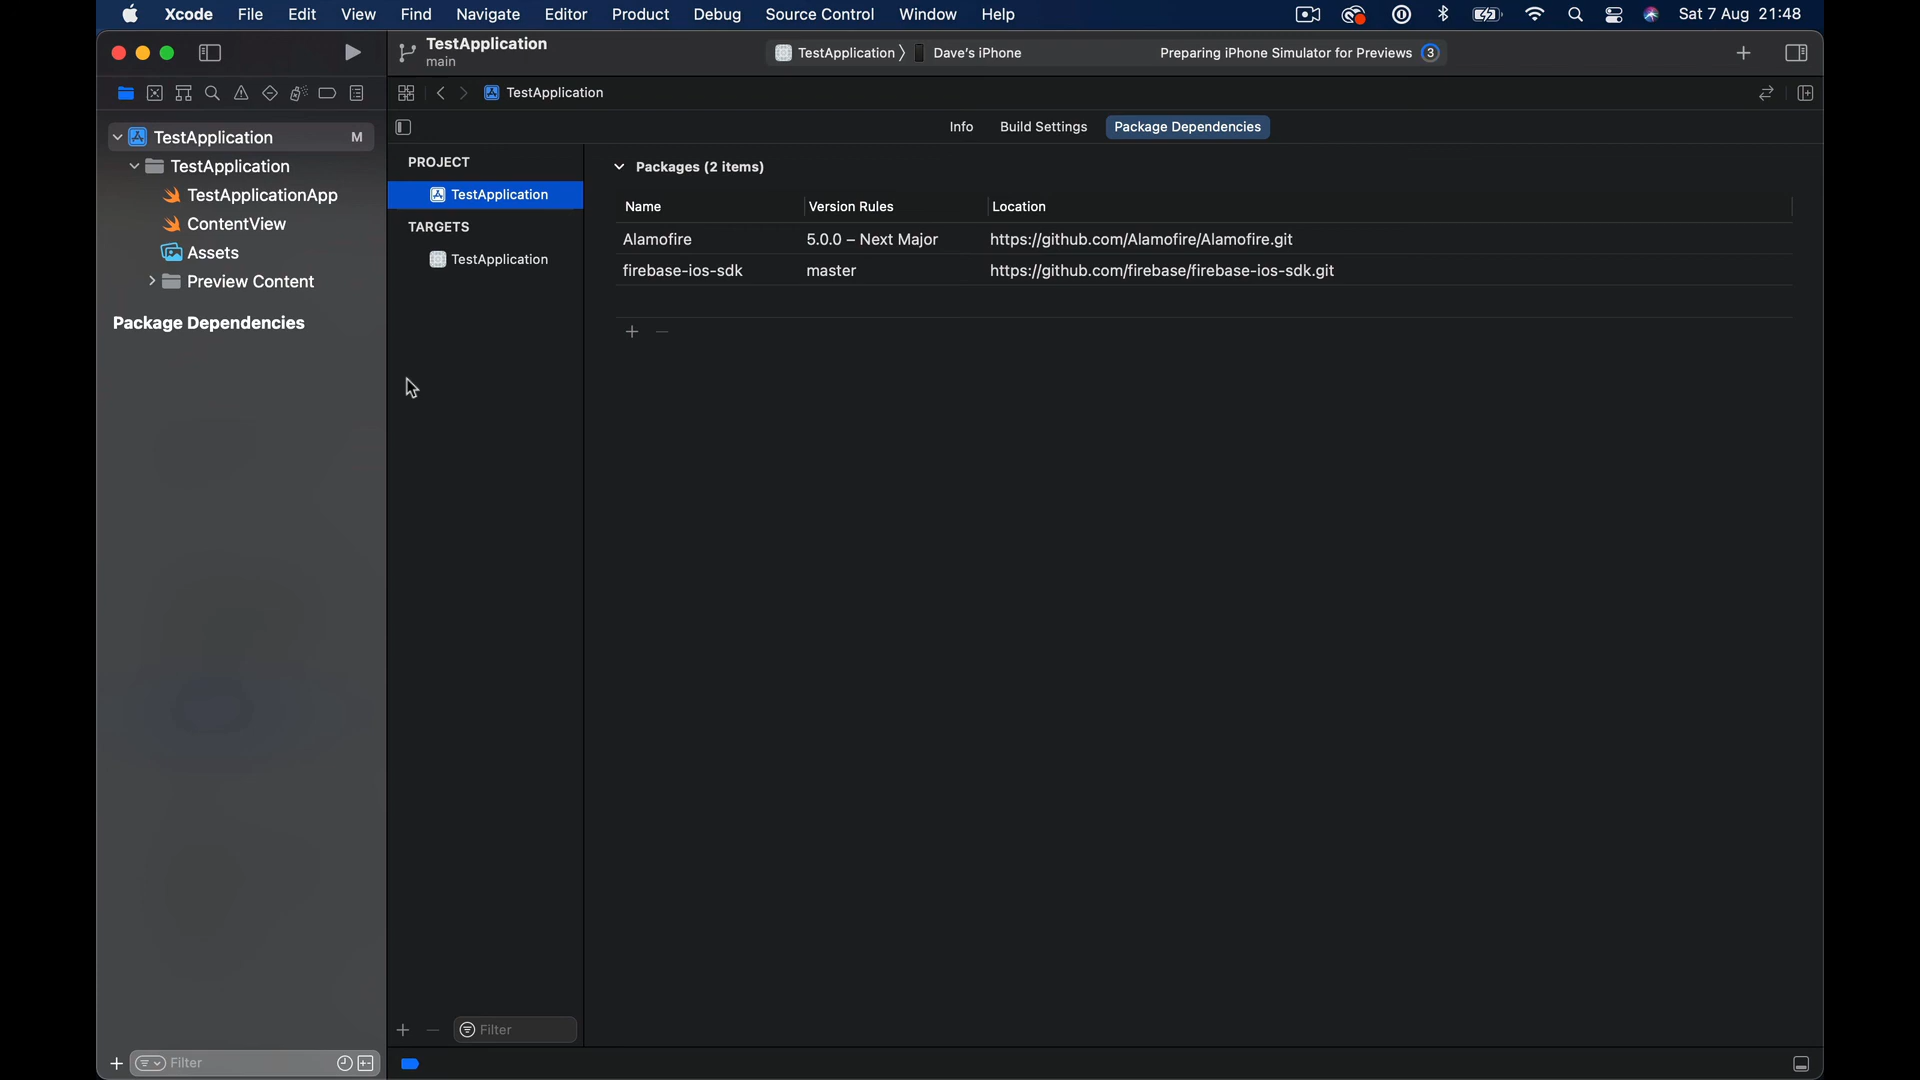 Xcode File Edit View Find Navigate Editor Product Debug Source Control Window Help Sat 7 Aug 21:48
TestApplication
main
TestApplication Dave's iPhone Preparing iPhone Simulator for Previews 3
TestApplication
Info Build Settings Package Dependencies
TestApplication M
TestApplication
TestApplicationApp
ContentView
Assets
Preview Content
Package Dependencies
PROJECT
TestApplication
TARGETS
TestApplication
Packages (2 items)
Name Version Rules Location
Alamofire 5.0.0 – Next Major https://github.com/Alamofire/Alamofire.git
firebase-ios-sdk master https://github.com/firebase/firebase-ios-sdk.git
Filter
Filter